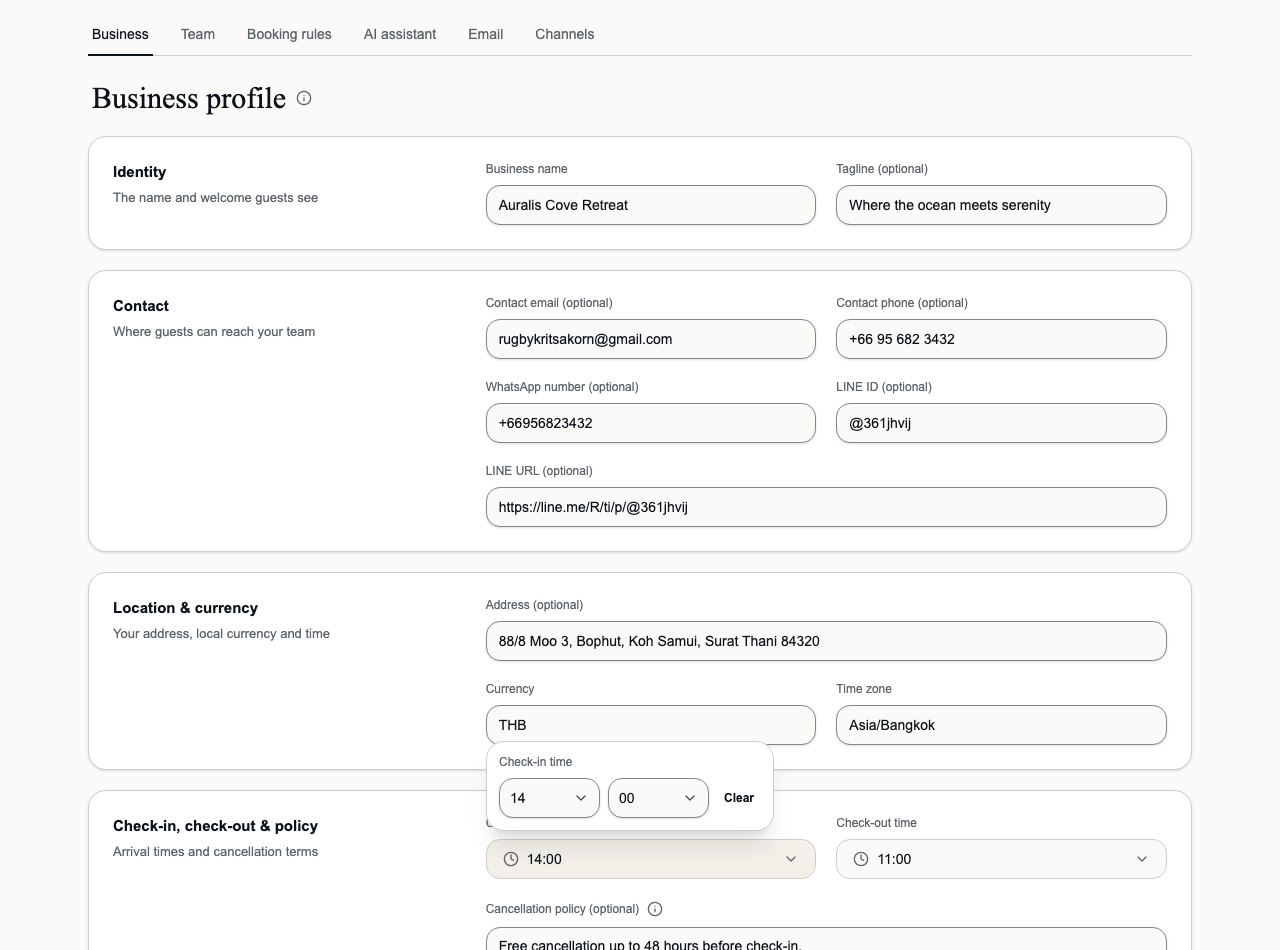 Business Team Booking rules AI assistant Email Channels
Business profile
Identity
The name and welcome guests see
Business name
Auralis Cove Retreat
Tagline (optional)
Where the ocean meets serenity
Contact
Where guests can reach your team
Contact email (optional)
rugbykritsakorn@gmail.com
Contact phone (optional)
+66 95 682 3432
WhatsApp number (optional)
+66956823432
LINE ID (optional)
@361jhvij
LINE URL (optional)
https://line.me/R/ti/p/@361jhvij
Location & currency
Your address, local currency and time
Address (optional)
88/8 Moo 3, Bophut, Koh Samui, Surat Thani 84320
Currency
THB
Time zone
Asia/Bangkok
Check-in time
14 00 Clear
Check-in, check-out & policy
Arrival times and cancellation terms
14:00
Check-out time
11:00
Cancellation policy (optional)
Free cancellation up to 48 hours before check-in.